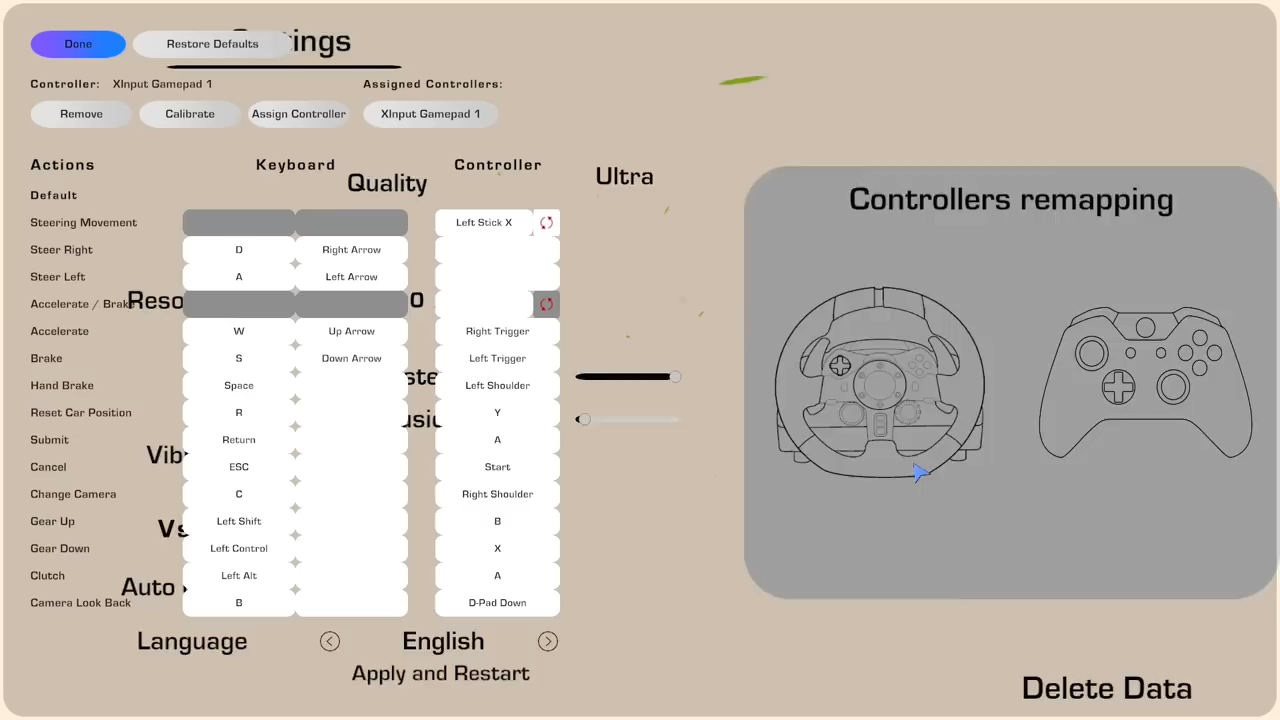 Done Restore Defaults
Controller: XInput Gamepad 1 Assigned Controllers:
Remove Calibrate Assign Controller XInput Gamepad 1
Actions Keyboard Controller
Quality Ultra
Controllers remapping
Default
Steering Movement Left Stick X
Steer Right D Right Arrow
Steer Left A Left Arrow
Accelerate / Brake
Accelerate W Up Arrow Right Trigger
Brake S Down Arrow Left Trigger
Hand Brake Space Left Shoulder
Reset Car Position R Y
Submit Return A
Cancel ESC Start
Change Camera C Right Shoulder
Gear Up Left Shift B
Gear Down Left Control X
Clutch Left Alt A
Auto
Camera Look Back B D-Pad Down
Language English
Apply and Restart
Delete Data